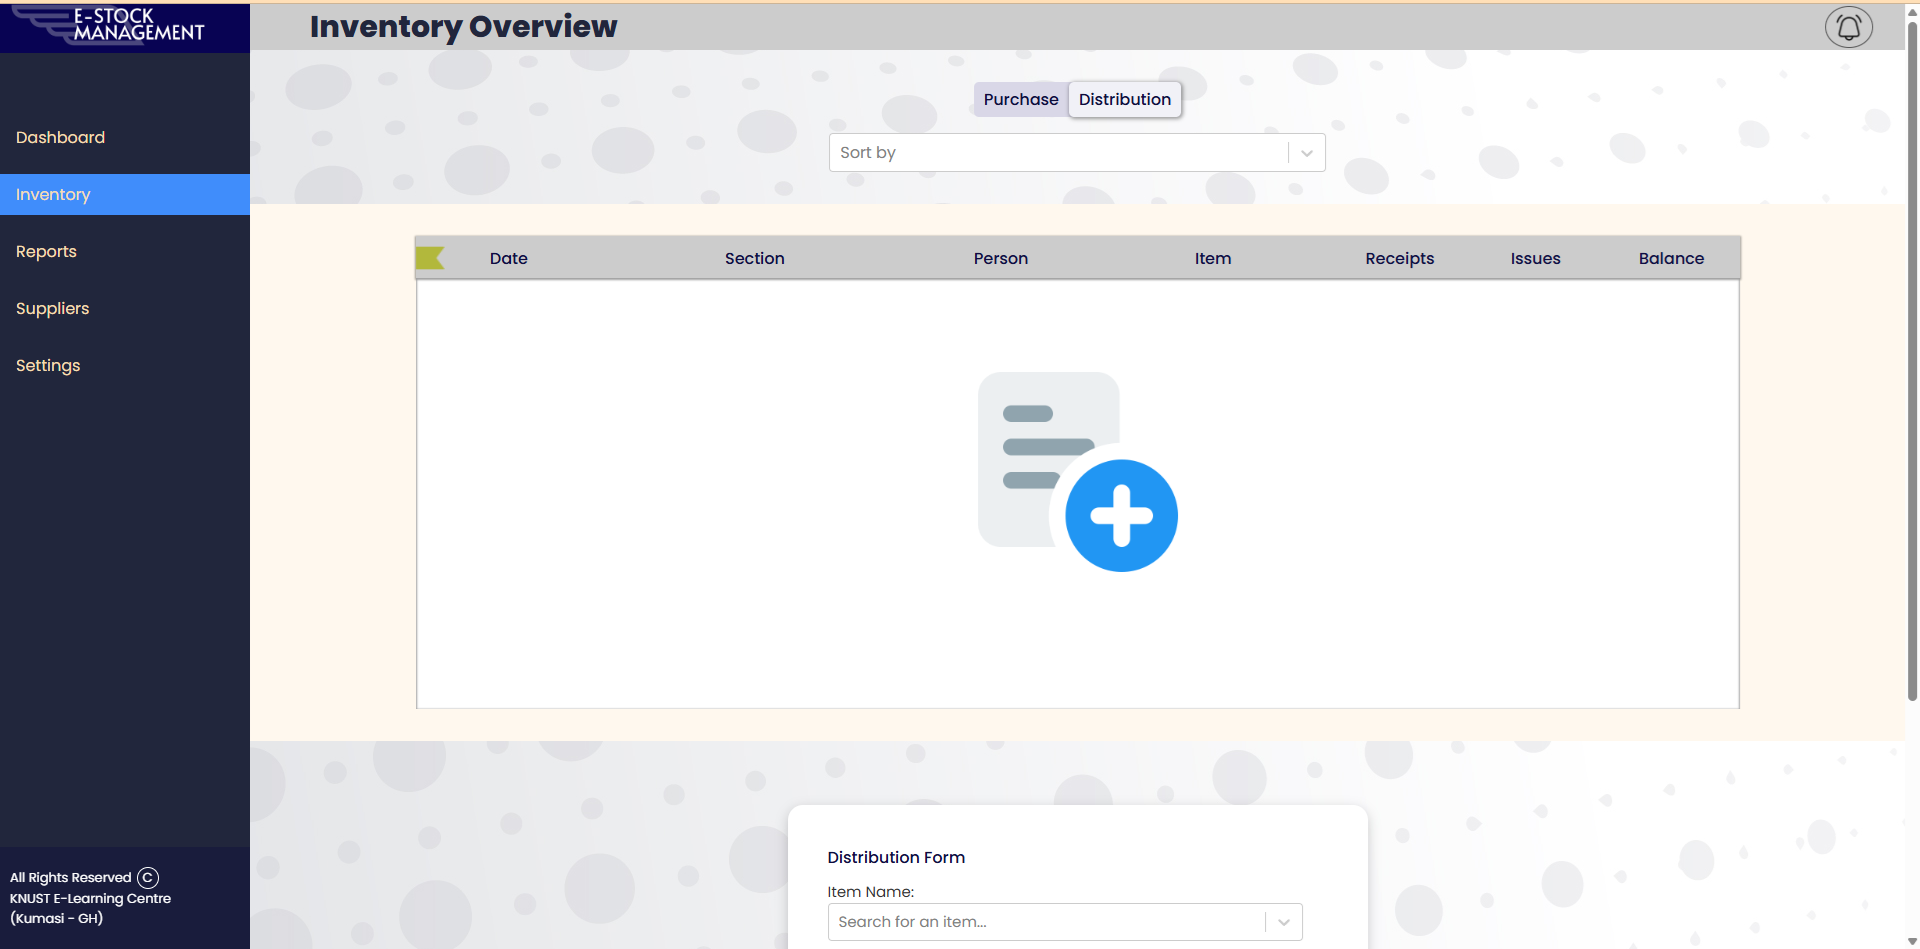 E-STOCK
MANAGEMENT
Inventory Overview
Dashboard
Inventory
Reports
Suppliers
Settings
All Rights Reserved C
KNUST E-Learning Centre
(Kumasi - GH)
Purchase Distribution
Sort by
Date Section Person Item Receipts Issues Balance
Distribution Form
Item Name:
Search for an item...